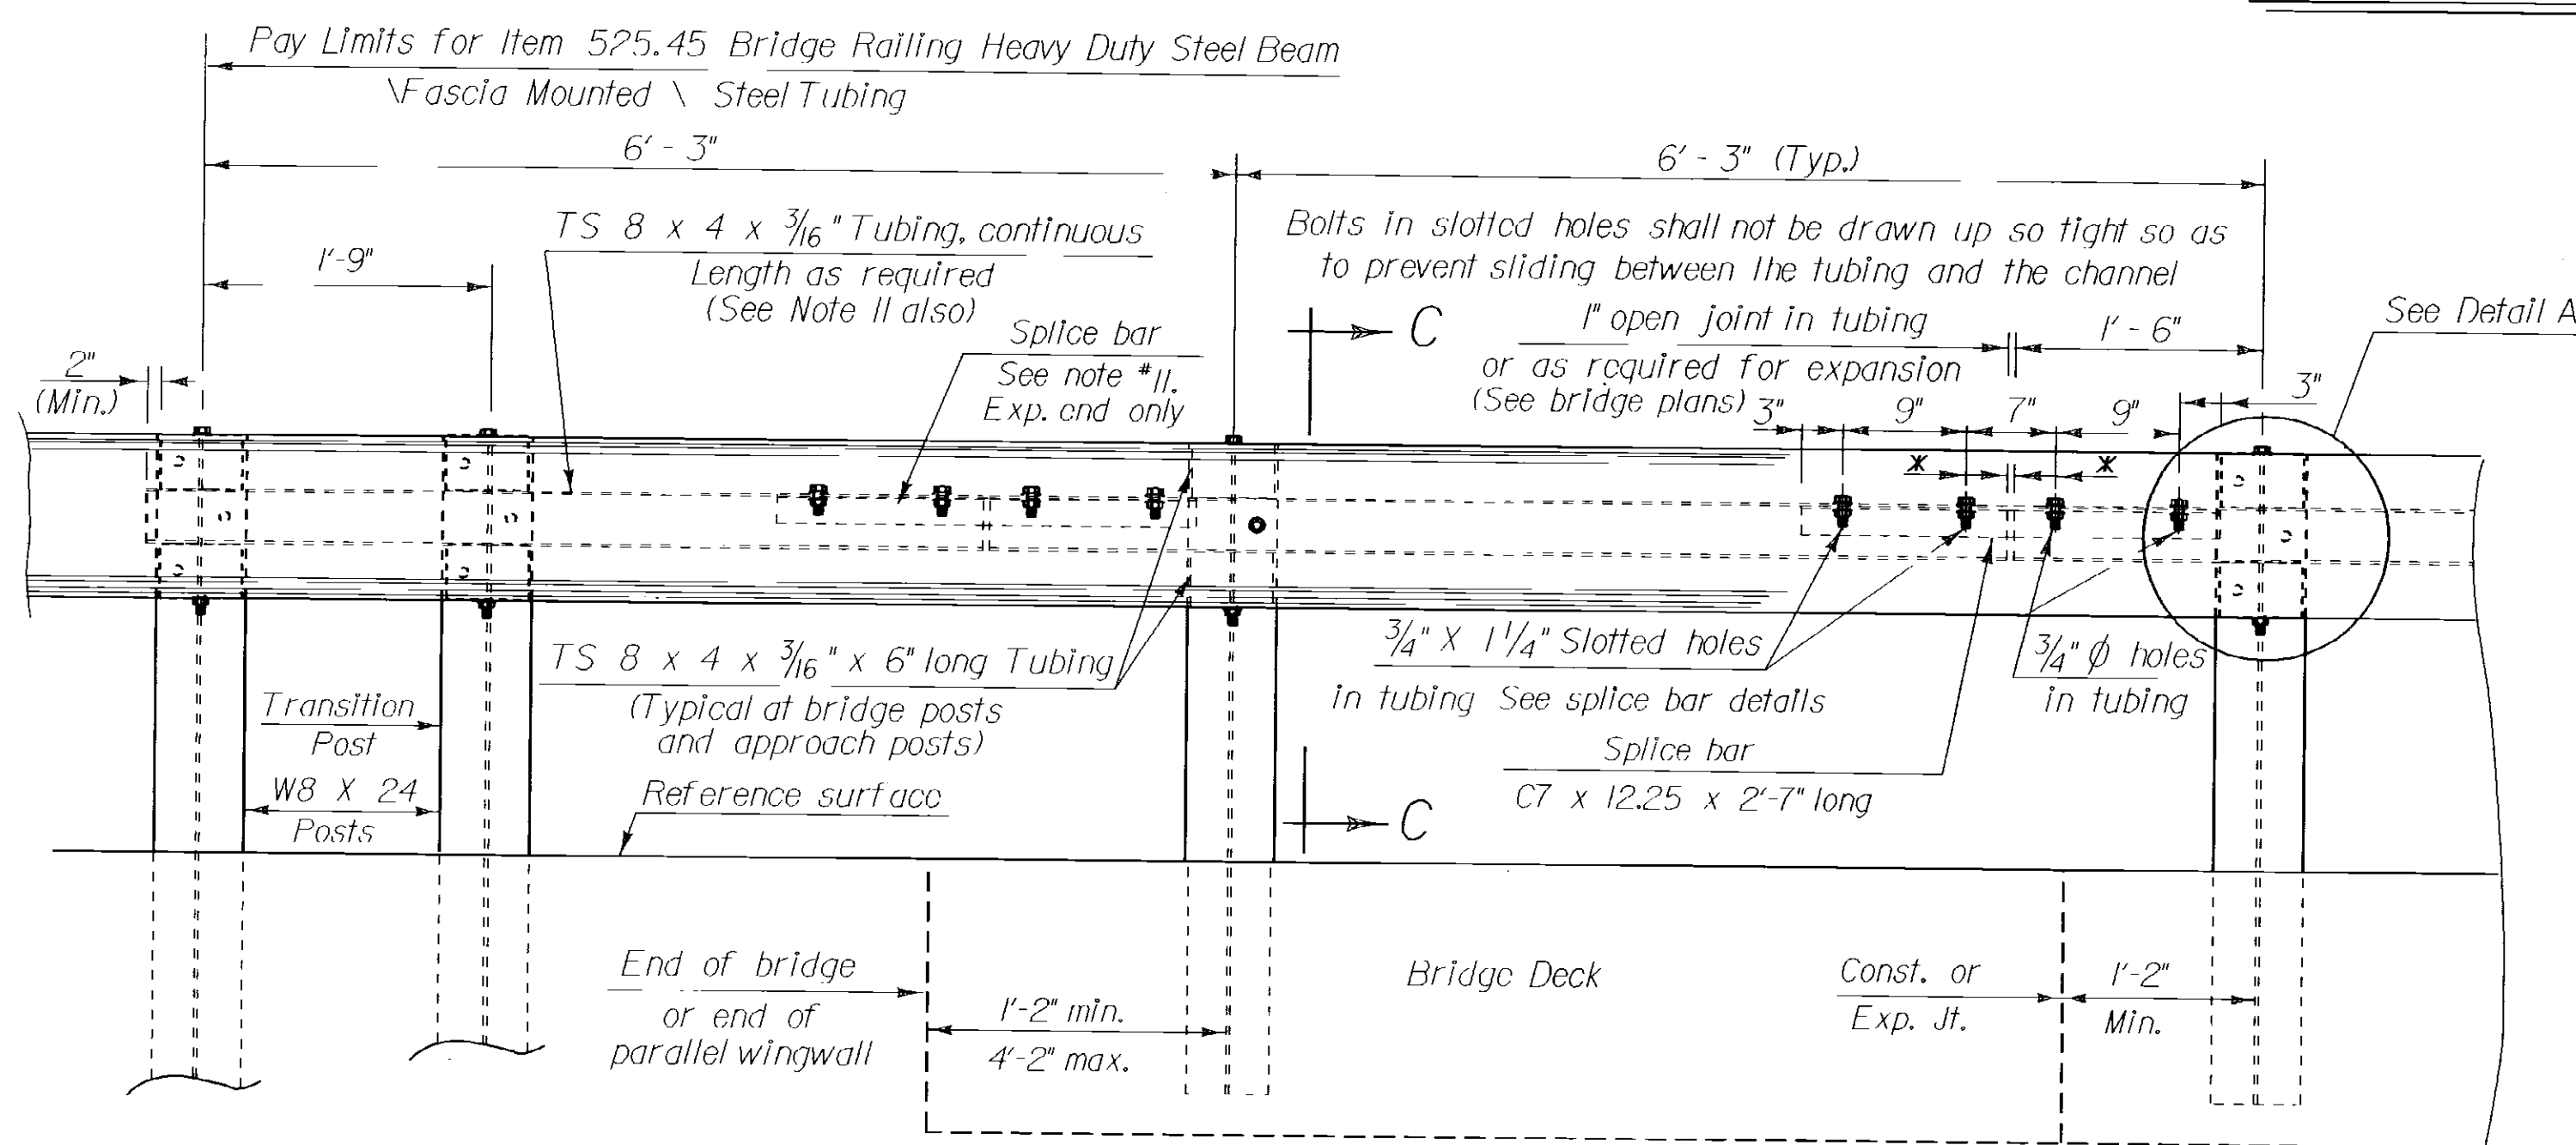 Pay Limits for Item 525.45 Bridge Railing Heavy Duty Steel Beam
\Fascia Mounted \ Steel Tubing
6' - 3"
6' - 3" (Typ.)
TS 8 x 4 x 3/16" Tubing, continuous
Length as required
(See Note 11 also)
1'-9"
Bolts in slotted holes shall not be drawn up so tight so as
to prevent sliding between the tubing and the channel
1" open joint in tubing
or as required for expansion
(See bridge plans)
C
1' - 6"
See Detail A
Splice bar
See note #11.
Exp. end only
2"
(Min.)
3"
9"
7"
9"
3"
*
*
TS 8 x 4 x 3/16" x 6" long Tubing
(Typical at bridge posts
and approach posts)
3/4" X 1 1/4" Slotted holes
in tubing See splice bar details
3/4" Ø holes
in tubing
Transition
Post
W8 X 24
Posts
Splice bar
C7 x 12.25 x 2'-7" long
Reference surface
C
End of bridge
or end of
parallel wingwall
1'-2" min.
4'-2" max.
Bridge Deck
Const. or
Exp. Jt.
1'-2"
Min.